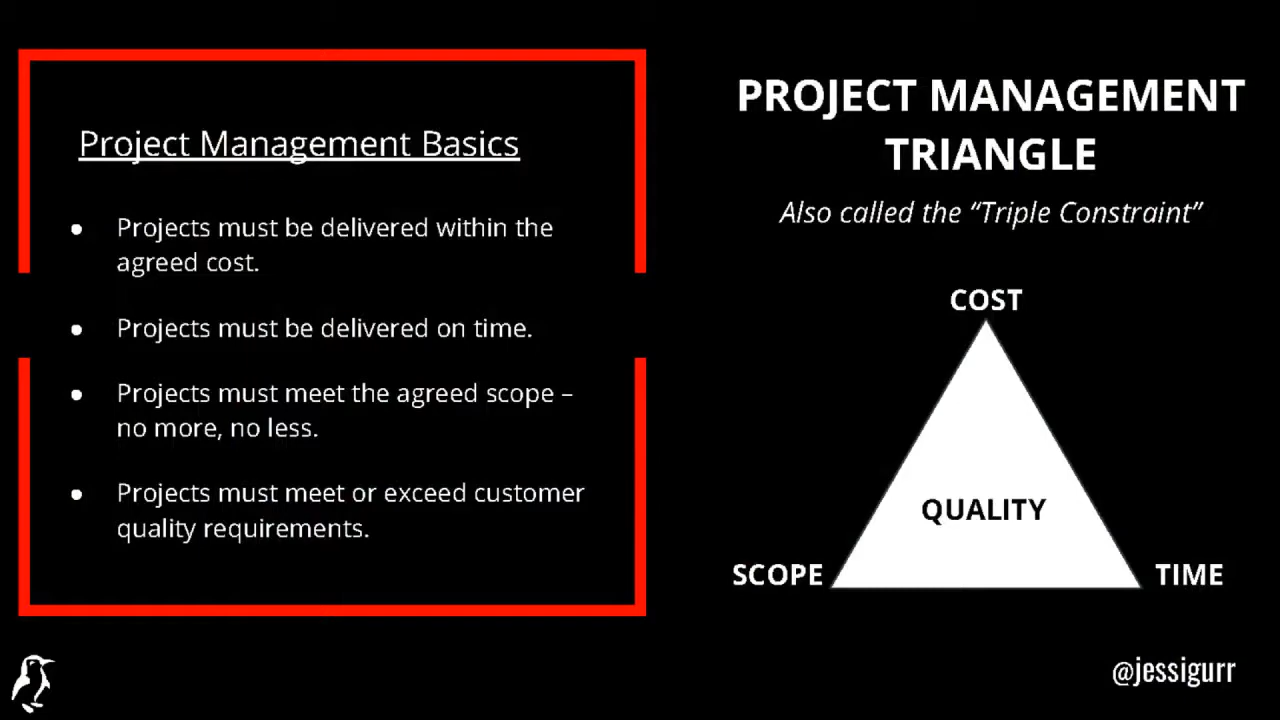 Project Management Basics
● Projects must be delivered within the
agreed cost.
● Projects must be delivered on time.
● Projects must meet the agreed scope –
no more, no less.
● Projects must meet or exceed customer
quality requirements.
PROJECT MANAGEMENT
TRIANGLE
Also called the “Triple Constraint”
COST
QUALITY
SCOPE
TIME
@jessigurr